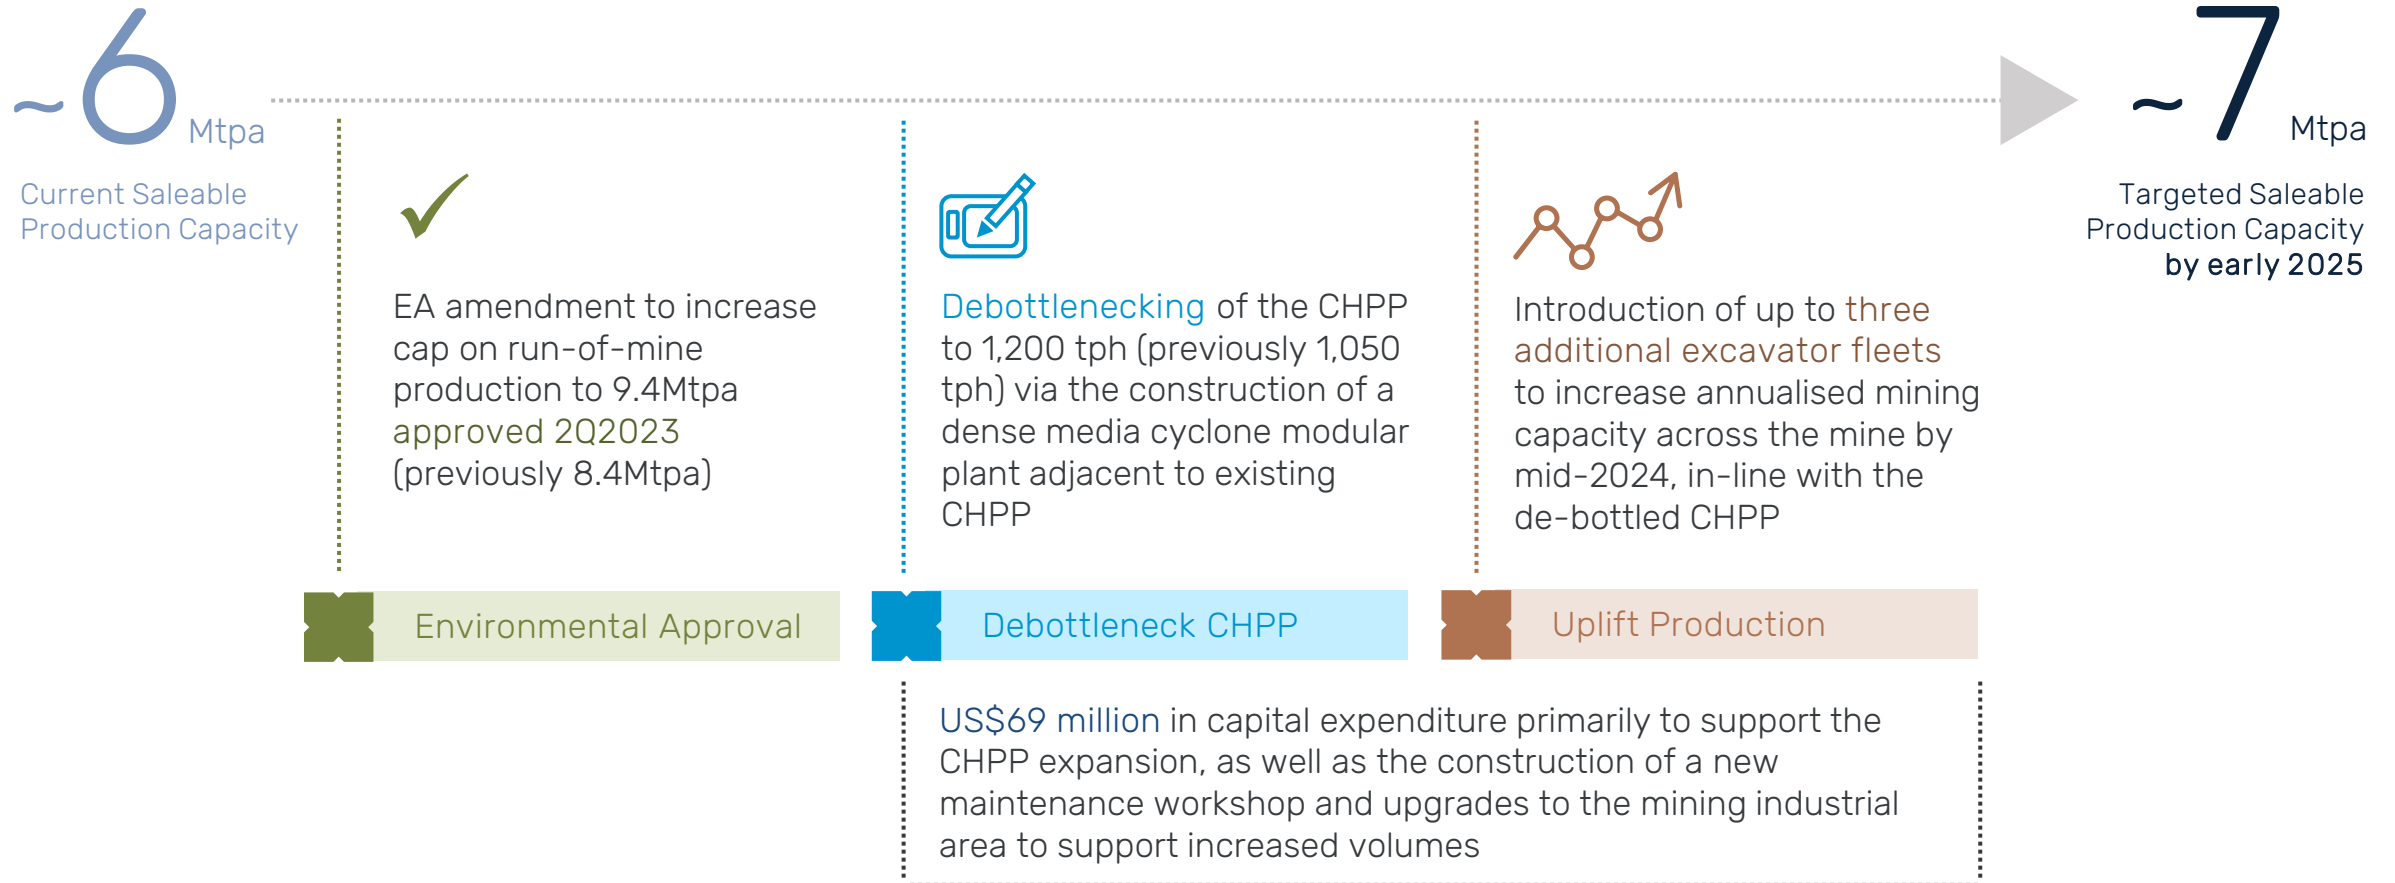 ~6 Mtpa
Current Saleable
Production Capacity
~7 Mtpa
Targeted Saleable
Production Capacity
by early 2025
EA amendment to increase
cap on run-of-mine
production to 9.4Mtpa
approved 2Q2023
(previously 8.4Mtpa)
Environmental Approval
Debottlenecking of the CHPP
to 1,200 tph (previously 1,050
tph) via the construction of a
dense media cyclone modular
plant adjacent to existing
CHPP
Debottleneck CHPP
Introduction of up to three
additional excavator fleets
to increase annualised mining
capacity across the mine by
mid-2024, in-line with the
de-bottled CHPP
Uplift Production
US$69 million in capital expenditure primarily to support the
CHPP expansion, as well as the construction of a new
maintenance workshop and upgrades to the mining industrial
area to support increased volumes